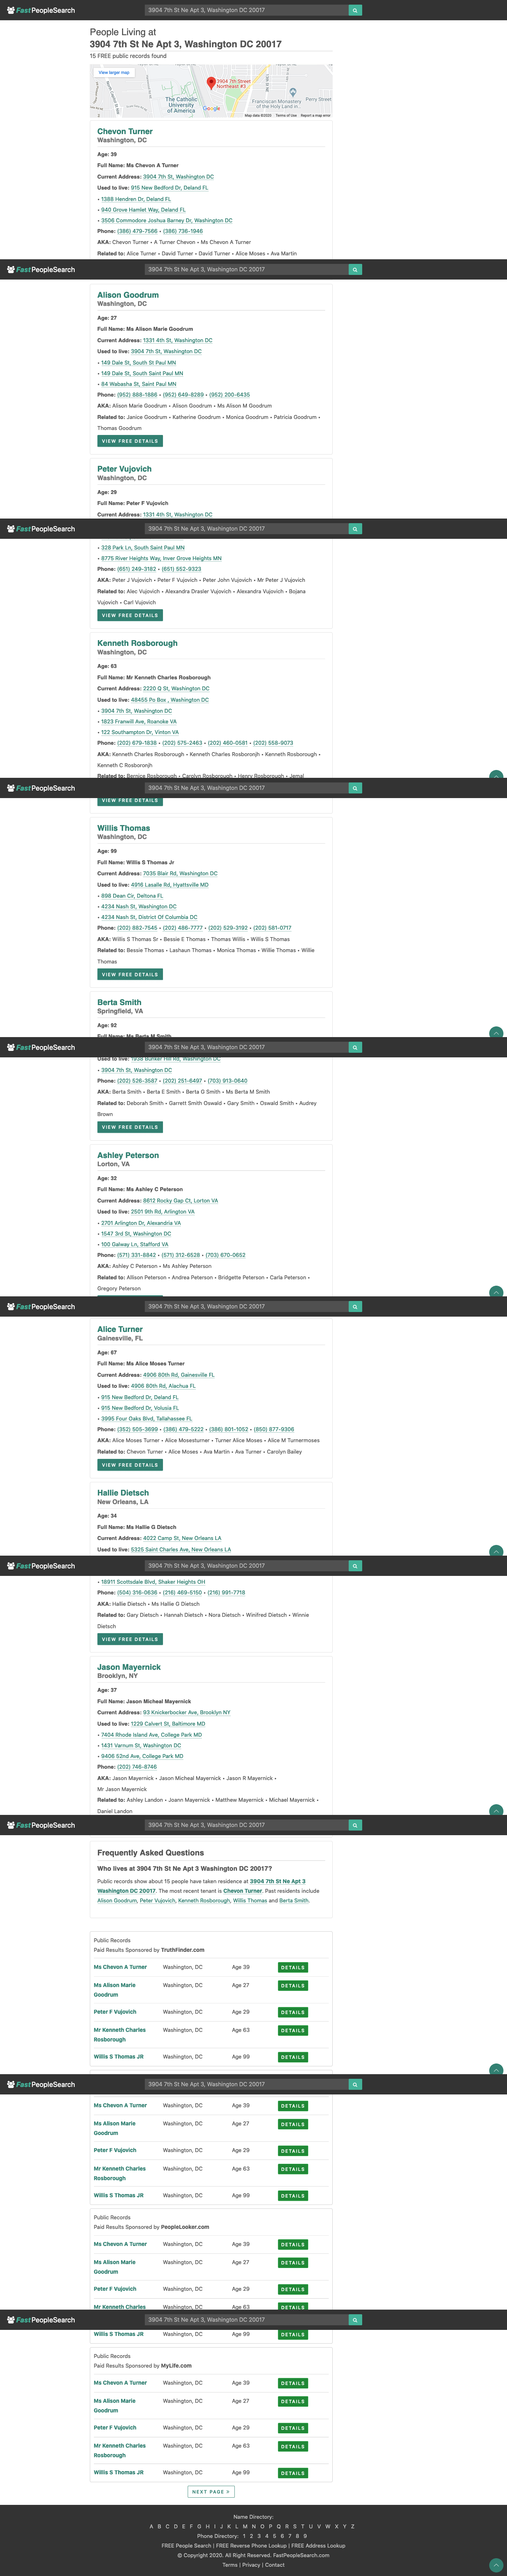 FastPeopleSearch
3904 7th St Ne Apt 3, Washington DC 20017
People Living at
3904 7th St Ne Apt 3, Washington DC 20017
15 FREE public records found
View larger map
3904 7th Street
Northeast #3
The Catholic
University
of America
Franciscan
Monastery
of the Holy Land in...
Perry Street
Google
Map data ©2020 Terms of Use Report a map error
Chevon Turner
Washington, DC
Age: 39
Full Name: Ms Chevon A Turner
Current Address: 3904 7th St, Washington DC
Used to live: 915 New Bedford Dr, Deland FL
• 1388 Hendren Dr, Deland FL
• 940 Grove Hamlet Way, Deland FL
• 3506 Commodore Joshua Barney Dr, Washington DC
Phone: (386) 479-7566 • (386) 736-1946
AKA: Chevon Turner • A Turner Chevon • Ms Chevon A Turner
Related to: Alice Turner • David Turner • David Turner • Alice Moses • Ava Martin
FastPeopleSearch
3904 7th St Ne Apt 3, Washington DC 20017
Alison Goodrum
Washington, DC
Age: 27
Full Name: Ms Alison Marie Goodrum
Current Address: 1331 4th St, Washington DC
Used to live: 3904 7th St, Washington DC
• 149 Dale St, South St Paul MN
• 149 Dale St, South Saint Paul MN
• 84 Wabasha St, Saint Paul MN
Phone: (952) 888-1886 • (952) 649-8289 • (952) 200-6435
AKA: Alison Marie Goodrum • Alison Goodrum • Ms Alison M Goodrum
Related to: Janice Goodrum • Katherine Goodrum • Monica Goodrum • Patricia Goodrum •
Thomas Goodrum
VIEW FREE DETAILS
Peter Vujovich
Washington, DC
Age: 29
Full Name: Peter F Vujovich
Current Address: 1331 4th St, Washington DC
FastPeopleSearch
3904 7th St Ne Apt 3, Washington DC 20017
• 328 Park Ln, South Saint Paul MN
• 8775 River Heights Way, Inver Grove Heights MN
Phone: (651) 249-3182 • (651) 552-9323
AKA: Peter J Vujovich • Peter F Vujovich • Peter John Vujovich • Mr Peter J Vujovich
Related to: Alec Vujovich • Alexandra Drasler Vujovich • Alexandra Vujovich • Bojana
Vujovich • Carl Vujovich
VIEW FREE DETAILS
Kenneth Rosborough
Washington, DC
Age: 63
Full Name: Mr Kenneth Charles Rosborough
Current Address: 2220 Q St, Washington DC
Used to live: 48455 Po Box , Washington DC
• 3904 7th St, Washington DC
• 1823 Franwill Ave, Roanoke VA
• 122 Southampton Dr, Vinton VA
Phone: (202) 679-1838 • (202) 575-2463 • (202) 460-0581 • (202) 558-9073
AKA: Kenneth Charles Rosborough • Kenneth Charles Rosboronjh • Kenneth Rosborough •
Kenneth C Rosboronjh
Related to: Bernice Rosborough • Carolyn Rosborough • Henry Rosborough • Jemal
FastPeopleSearch
3904 7th St Ne Apt 3, Washington DC 20017
VIEW FREE DETAILS
Willis Thomas
Washington, DC
Age: 99
Full Name: Willis S Thomas Jr
Current Address: 7035 Blair Rd, Washington DC
Used to live: 4916 Lasalle Rd, Hyattsville MD
• 898 Dean Cir, Deltona FL
• 4234 Nash St, Washington DC
• 4234 Nash St, District Of Columbia DC
Phone: (202) 882-7545 • (202) 486-7777 • (202) 529-3192 • (202) 581-0717
AKA: Willis S Thomas Sr • Bessie E Thomas • Thomas Willis • Willis S Thomas
Related to: Bessie Thomas • Lashaun Thomas • Monica Thomas • Willie Thomas • Willie
Thomas
VIEW FREE DETAILS
Berta Smith
Springfield, VA
Age: 92
Full Name: Ms Berta M Smith
FastPeopleSearch
3904 7th St Ne Apt 3, Washington DC 20017
Used to live: 1938 Bunker Hill Rd, Washington DC
• 3904 7th St, Washington DC
Phone: (202) 526-3587 • (202) 251-6497 • (703) 913-0640
AKA: Berta Smith • Berta E Smith • Berta G Smith • Ms Berta M Smith
Related to: Deborah Smith • Garrett Smith Oswald • Gary Smith • Oswald Smith • Audrey
Brown
VIEW FREE DETAILS
Ashley Peterson
Lorton, VA
Age: 32
Full Name: Ms Ashley C Peterson
Current Address: 8612 Rocky Gap Ct, Lorton VA
Used to live: 2501 9th Rd, Arlington VA
• 2701 Arlington Dr, Alexandria VA
• 1547 3rd St, Washington DC
• 100 Galway Ln, Stafford VA
Phone: (571) 331-8842 • (571) 312-6528 • (703) 670-0652
AKA: Ashley C Peterson • Ms Ashley Peterson
Related to: Allison Peterson • Andrea Peterson • Bridgette Peterson • Carla Peterson •
Gregory Peterson
FastPeopleSearch
3904 7th St Ne Apt 3, Washington DC 20017
Alice Turner
Gainesville, FL
Age: 67
Full Name: Ms Alice Moses Turner
Current Address: 4906 80th Rd, Gainesville FL
Used to live: 4906 80th Rd, Alachua FL
• 915 New Bedford Dr, Deland FL
• 915 New Bedford Dr, Volusia FL
• 3995 Four Oaks Blvd, Tallahassee FL
Phone: (352) 505-3699 • (386) 479-5222 • (386) 801-1052 • (850) 877-9306
AKA: Alice Moses Turner • Alice Mosesturner • Turner Alice Moses • Alice M Turnermoses
Related to: Chevon Turner • Alice Moses • Ava Martin • Ava Turner • Carolyn Bailey
VIEW FREE DETAILS
Hallie Dietsch
New Orleans, LA
Age: 34
Full Name: Ms Hallie G Dietsch
Current Address: 4022 Camp St, New Orleans LA
Used to live: 5325 Saint Charles Ave, New Orleans LA
FastPeopleSearch
3904 7th St Ne Apt 3, Washington DC 20017
• 18911 Scottsdale Blvd, Shaker Heights OH
Phone: (504) 316-0636 • (216) 469-5150 • (216) 991-7718
AKA: Hallie Dietsch • Ms Hallie G Dietsch
Related to: Gary Dietsch • Hannah Dietsch • Nora Dietsch • Winifred Dietsch • Winnie
Dietsch
VIEW FREE DETAILS
Jason Mayernick
Brooklyn, NY
Age: 37
Full Name: Jason Micheal Mayernick
Current Address: 93 Knickerbocker Ave, Brooklyn NY
Used to live: 1229 Calvert St, Baltimore MD
• 7404 Rhode Island Ave, College Park MD
• 1431 Varnum St, Washington DC
• 9406 52nd Ave, College Park MD
Phone: (202) 748-8746
AKA: Jason Mayernick • Jason Micheal Mayernick • Jason R Mayernick •
Mr Jason Mayernick
Related to: Ashley Landon • Joann Mayernick • Matthew Mayernick • Michael Mayernick •
Daniel Landon
FastPeopleSearch
3904 7th St Ne Apt 3, Washington DC 20017
Frequently Asked Questions
Who lives at 3904 7th St Ne Apt 3 Washington DC 20017?
Public records show about 15 people have taken residence at 3904 7th St Ne Apt 3
Washington DC 20017. The most recent tenant is Chevon Turner. Past residents include
Alison Goodrum, Peter Vujovich, Kenneth Rosborough, Willis Thomas and Berta Smith.
Public Records
Paid Results Sponsored by TruthFinder.com
Ms Chevon A Turner Washington, DC Age 39 DETAILS
Ms Alison Marie Washington, DC Age 27 DETAILS
Goodrum
Peter F Vujovich Washington, DC Age 29 DETAILS
Mr Kenneth Charles Washington, DC Age 63 DETAILS
Rosborough
Willis S Thomas JR Washington, DC Age 99 DETAILS
FastPeopleSearch
3904 7th St Ne Apt 3, Washington DC 20017
Ms Chevon A Turner Washington, DC Age 39 DETAILS
Ms Alison Marie Washington, DC Age 27 DETAILS
Goodrum
Peter F Vujovich Washington, DC Age 29 DETAILS
Mr Kenneth Charles Washington, DC Age 63 DETAILS
Rosborough
Willis S Thomas JR Washington, DC Age 99 DETAILS
Public Records
Paid Results Sponsored by PeopleLooker.com
Ms Chevon A Turner Washington, DC Age 39 DETAILS
Ms Alison Marie Washington, DC Age 27 DETAILS
Goodrum
Peter F Vujovich Washington, DC Age 29 DETAILS
Mr Kenneth Charles Washington, DC Age 63 DETAILS
FastPeopleSearch
3904 7th St Ne Apt 3, Washington DC 20017
Willis S Thomas JR Washington, DC Age 99 DETAILS
Public Records
Paid Results Sponsored by MyLife.com
Ms Chevon A Turner Washington, DC Age 39 DETAILS
Ms Alison Marie Washington, DC Age 27 DETAILS
Goodrum
Peter F Vujovich Washington, DC Age 29 DETAILS
Mr Kenneth Charles Washington, DC Age 63 DETAILS
Rosborough
Willis S Thomas JR Washington, DC Age 99 DETAILS
NEXT PAGE »
Name Directory:
A B C D E F G H I J K L M N O P Q R S T U V W X Y Z
Phone Directory: 1 2 3 4 5 6 7 8 9
FREE People Search | FREE Reverse Phone Lookup | FREE Address Lookup
© Copyright 2020. All Right Reserved. FastPeopleSearch.com
Terms | Privacy | Contact